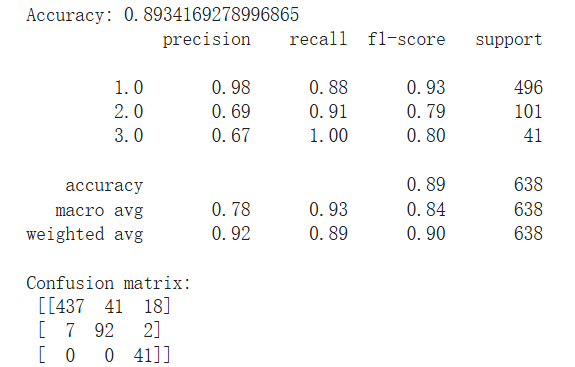 Accuracy: 0.8934169278996865
precision recall f1-score support
1.0 0.98 0.88 0.93 496
2.0 0.69 0.91 0.79 101
3.0 0.67 1.00 0.80 41
accuracy 0.89 638
macro avg 0.78 0.93 0.84 638
weighted avg 0.92 0.89 0.90 638
Confusion matrix:
[[437 41 18]
[ 7 92 2]
[ 0 0 41]]